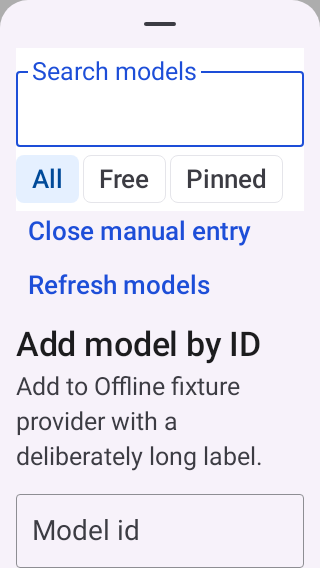 Search models
All Free Pinned
Close manual entry
Refresh models
Add model by ID
Add to Offline fixture
provider with a
deliberately long label.
Model id